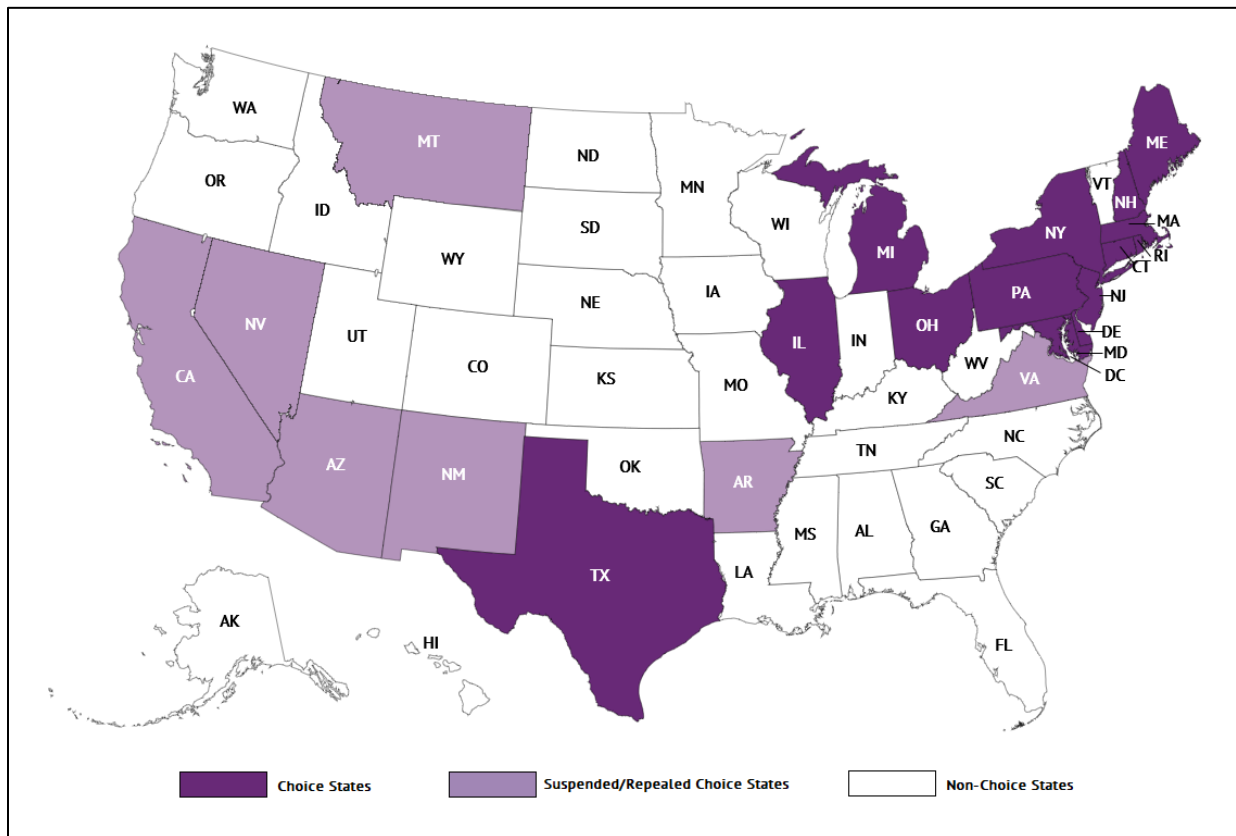 WA
MT
ND
MN
ME
OR
ID
SD
WI
VT
NH
MA
WY
MI
NY
RI
CT
NV
UT
NE
IA
PA
NJ
CA
CO
IL
IN
OH
DE
MD
DC
KS
MO
WV
VA
KY
AZ
NM
OK
AR
TN
NC
SC
TX
LA
MS
AL
GA
AK
HI
FL
Choice States
Suspended/Repealed Choice States
Non-Choice States